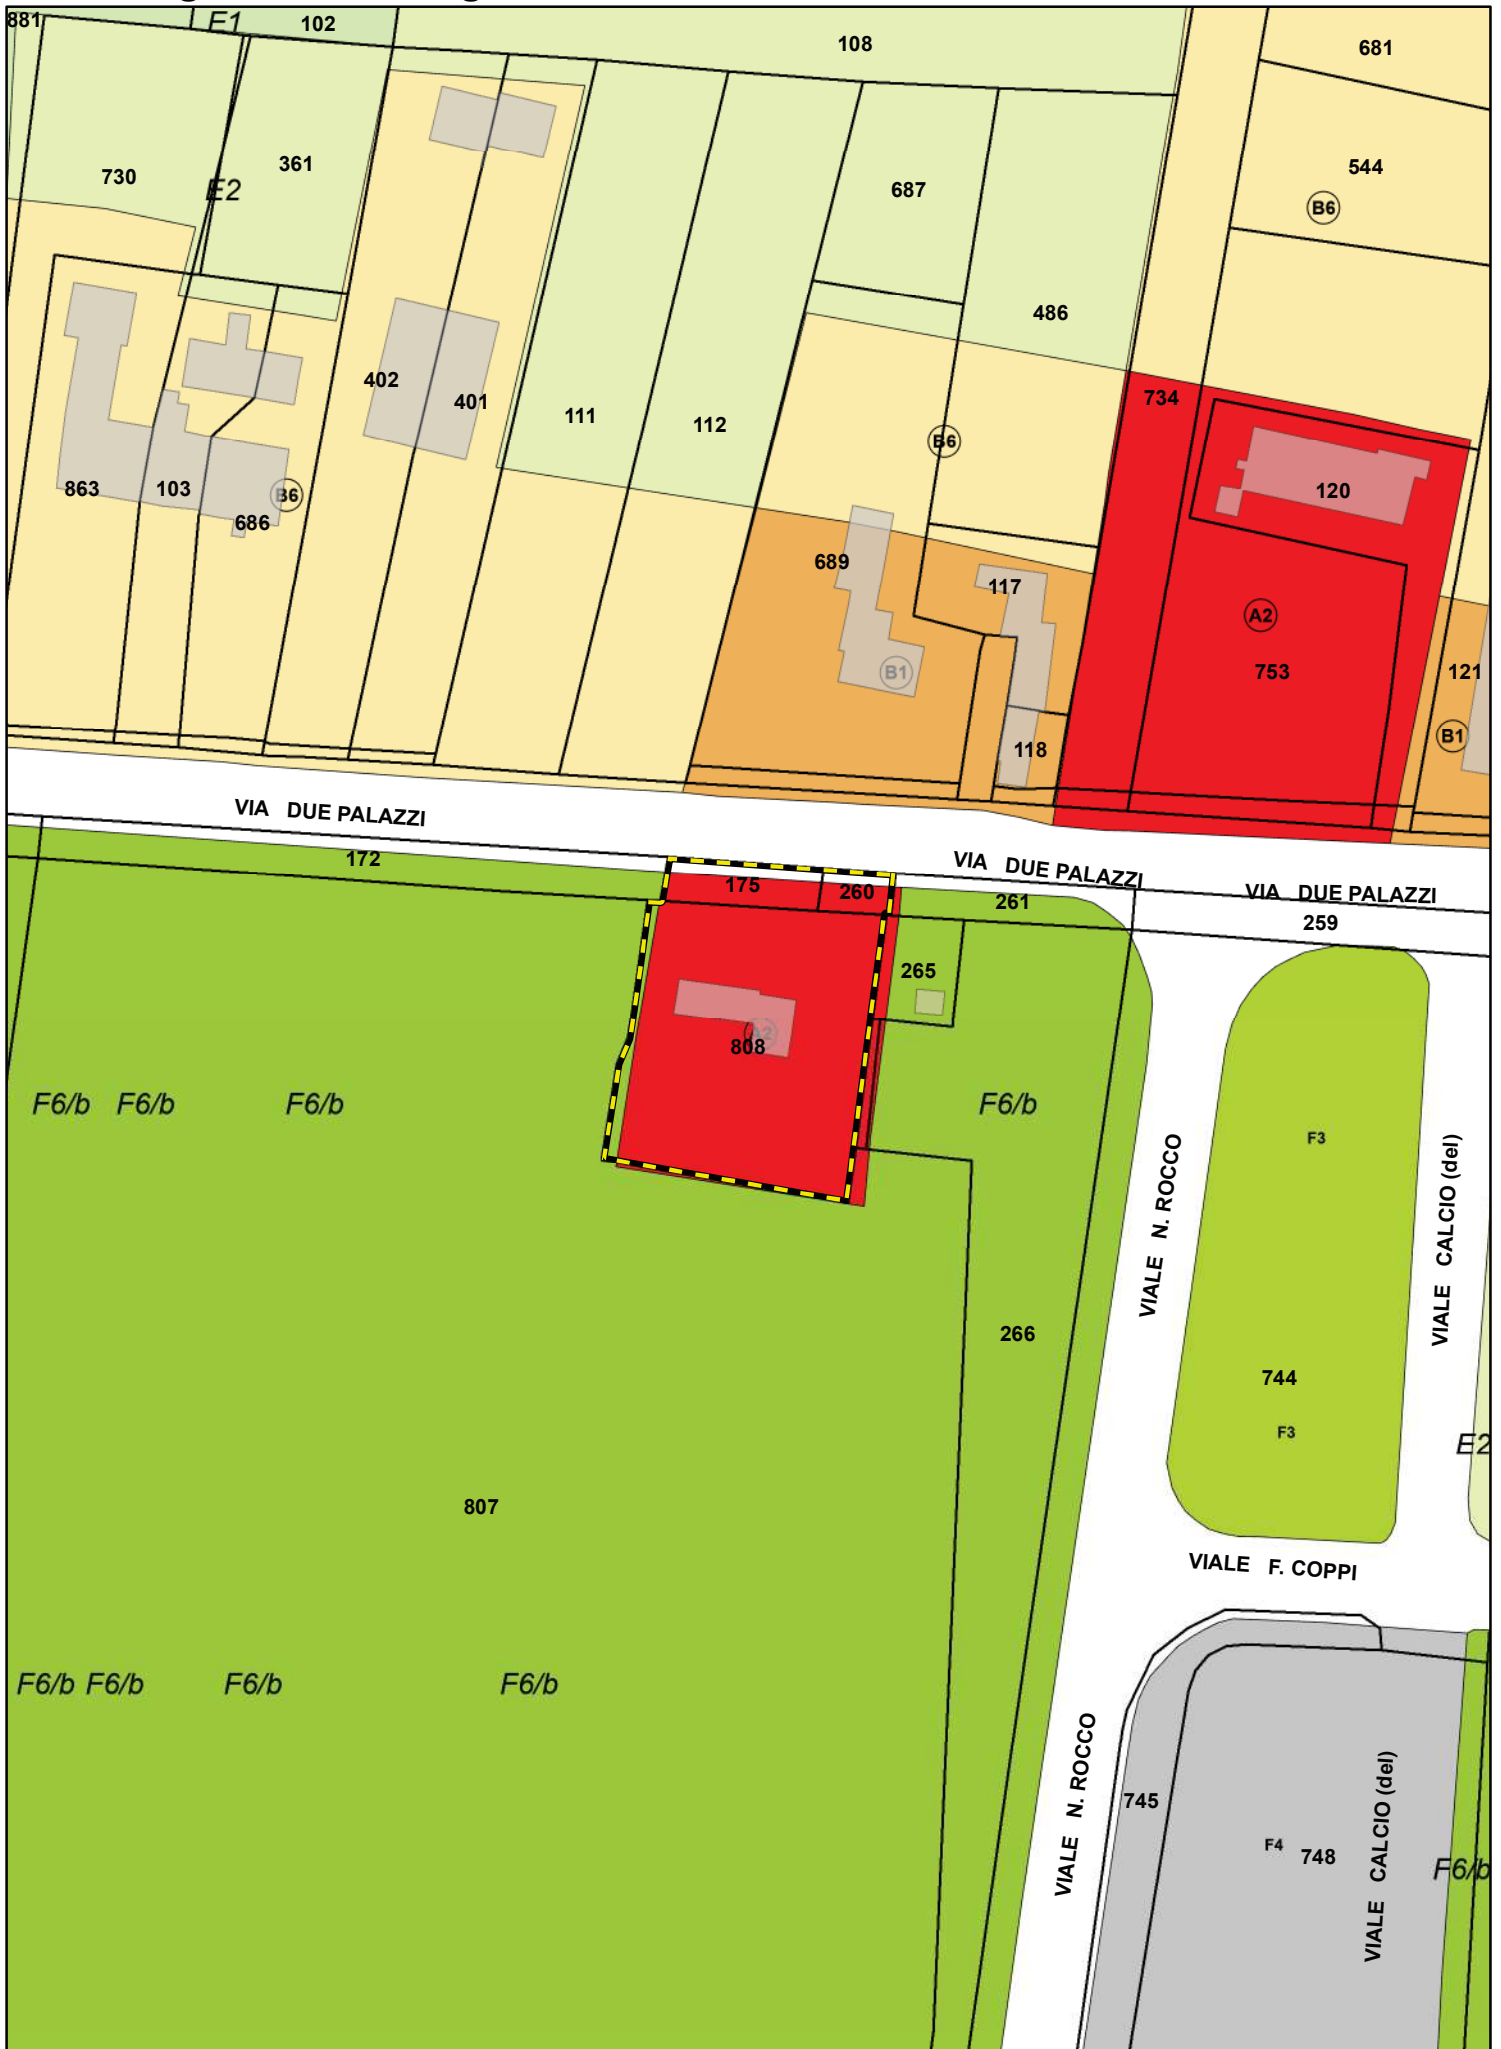 881
E1
102
108
681
730
361
E2
687
544
B6
486
402
401
111
112
734
B6
863
103
B6
686
120
689
117
A2
B1
753
121
118
B1
VIA DUE PALAZZI
172
VIA DUE PALAZZI
VIA DUE PALAZZI
175
260
261
259
265
A2
808
F6/b
F6/b
F6/b
F6/b
F3
VIALE N. ROCCO
VIALE CALCIO (del)
266
744
F3
E2
807
VIALE F. COPPI
F6/b
F6/b
F6/b
F6/b
VIALE N. ROCCO
745
F4
748
VIALE CALCIO (del)
F6/b